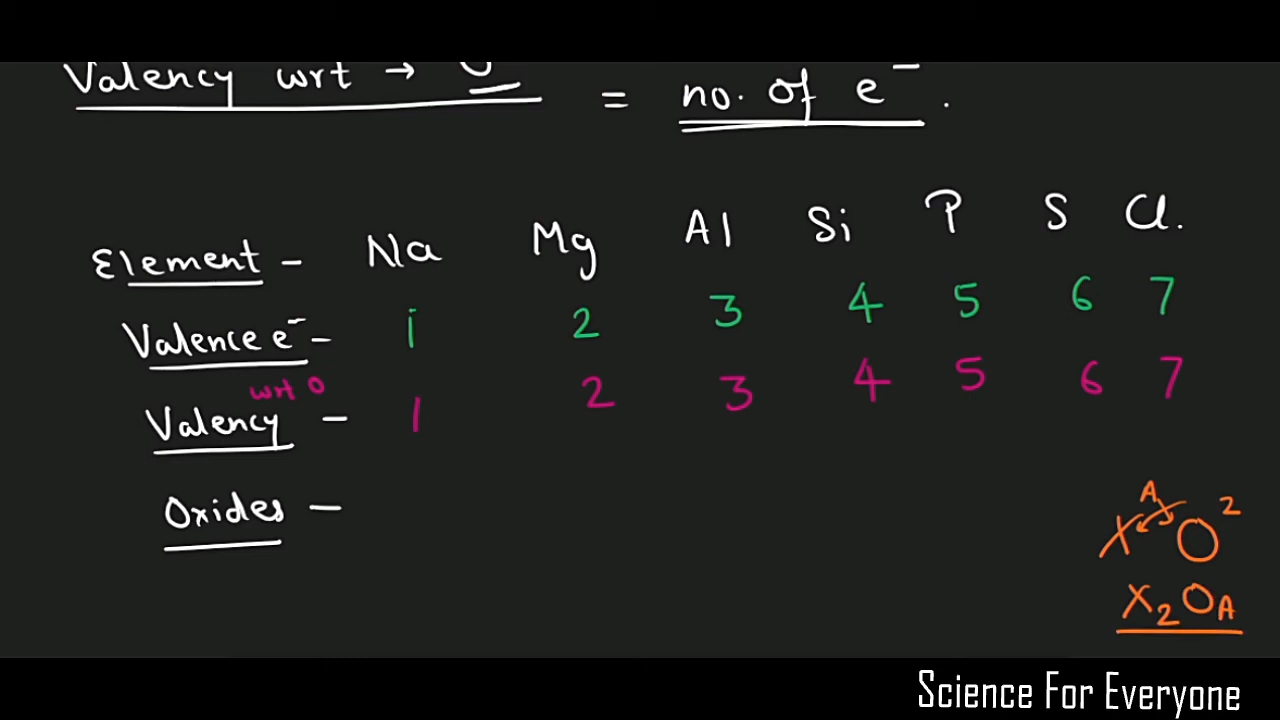 Valency wrt → O = no. of e⁻.
Element - Na Mg Al Si P S Cl.
Valence e⁻ - 1 2 3 4 5 6 7
wrt O
Valency - 1 2 3 4 5 6 7
Oxides -
X^A O^2
X₂O_A
Science For Everyone